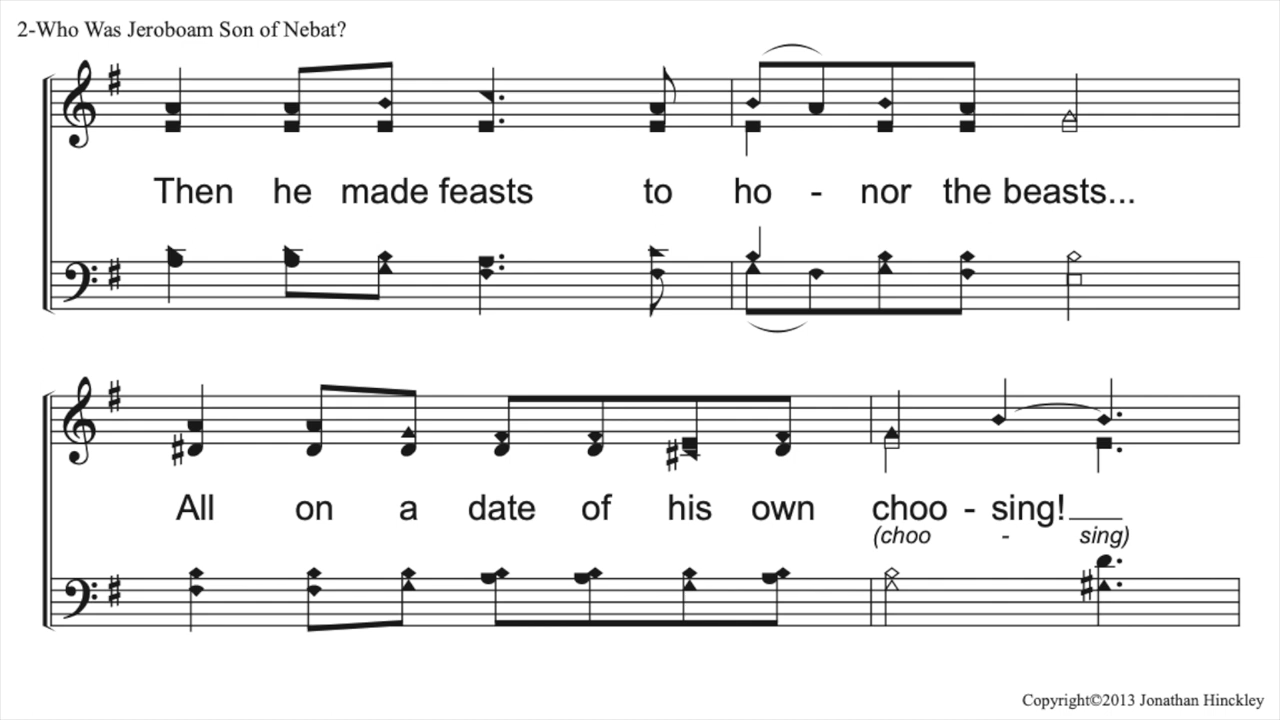 2-Who Was Jeroboam Son of Nebat?
Then he made feasts to ho - nor the beasts...
All on a date of his own choo - sing!___
(choo - sing)
Copyright©2013 Jonathan Hinckley